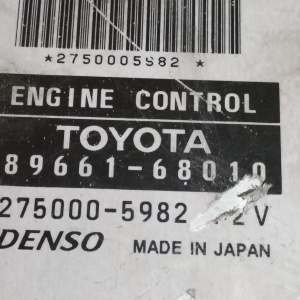 *2750005982*
ENGINE CONTROL
TOYOTA
89661-68010
275000-5982 12V
DENSO MADE IN JAPAN